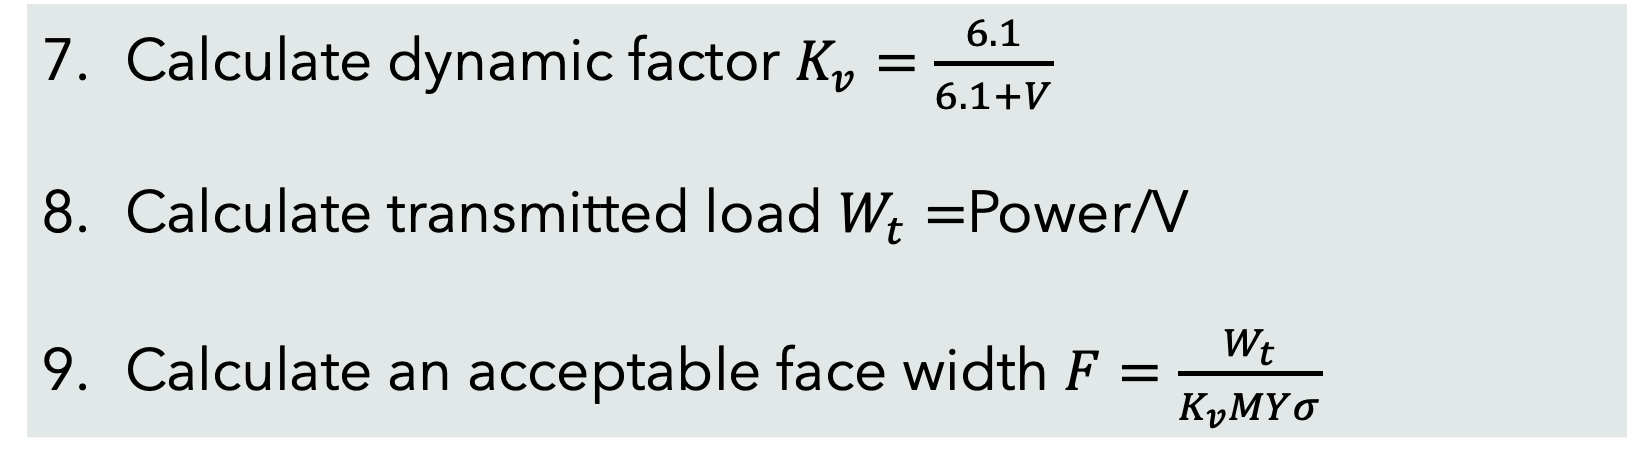 7. Calculate dynamic factor K_v = 6.1/(6.1+V)
8. Calculate transmitted load W_t =Power/V
9. Calculate an acceptable face width F = W_t/(K_v M Y σ)